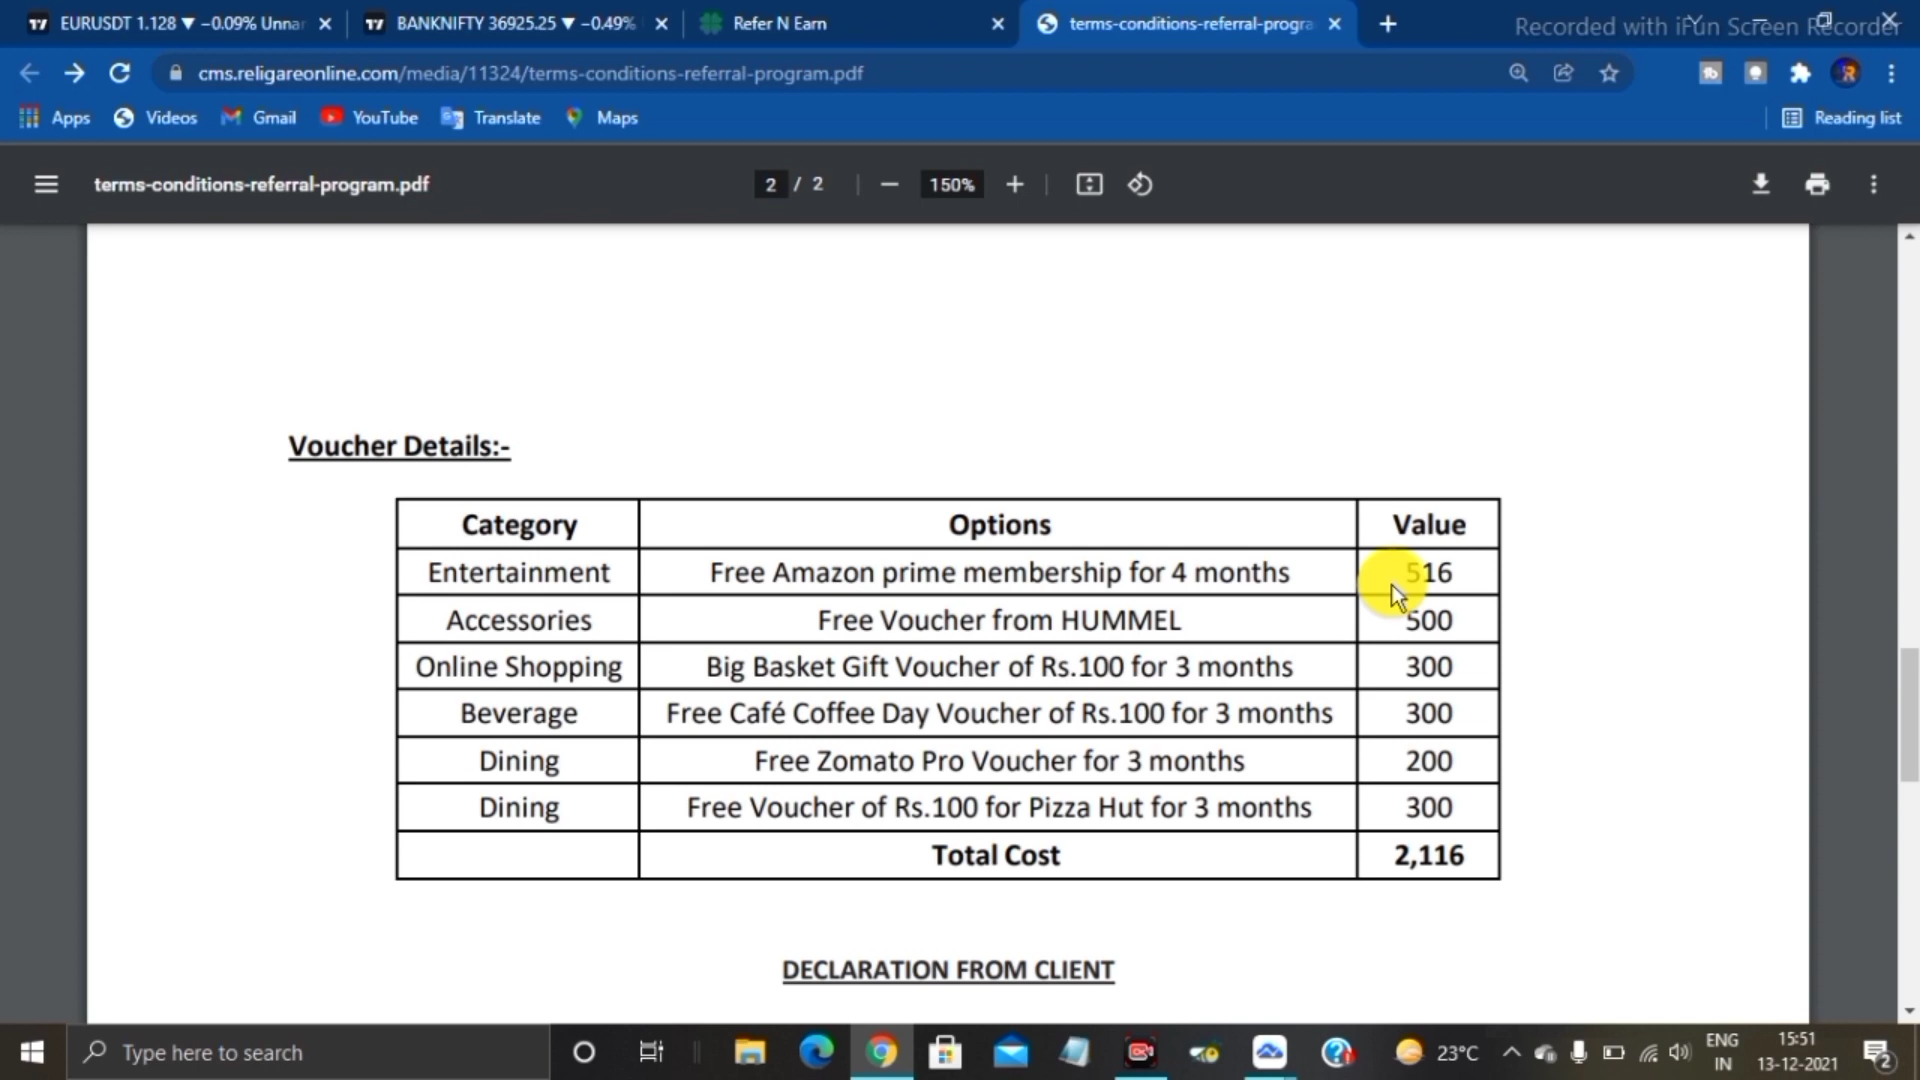 EURUSDT 1.128 ▼ −0.09% Unnar
BANKNIFTY 36925.25 ▼ −0.49%
Refer N Earn
terms-conditions-referral-progra
Recorded with iFun Screen Recorder
cms.religareonline.com/media/11324/terms-conditions-referral-program.pdf
Apps Videos Gmail YouTube Translate Maps Reading list
terms-conditions-referral-program.pdf 2 / 2 150%
Voucher Details:-
Category Options Value
Entertainment Free Amazon prime membership for 4 months 516
Accessories Free Voucher from HUMMEL 500
Online Shopping Big Basket Gift Voucher of Rs.100 for 3 months 300
Beverage Free Café Coffee Day Voucher of Rs.100 for 3 months 300
Dining Free Zomato Pro Voucher for 3 months 200
Dining Free Voucher of Rs.100 for Pizza Hut for 3 months 300
Total Cost 2,116
DECLARATION FROM CLIENT
Type here to search
23°C
ENG
IN
15:51
13-12-2021
2